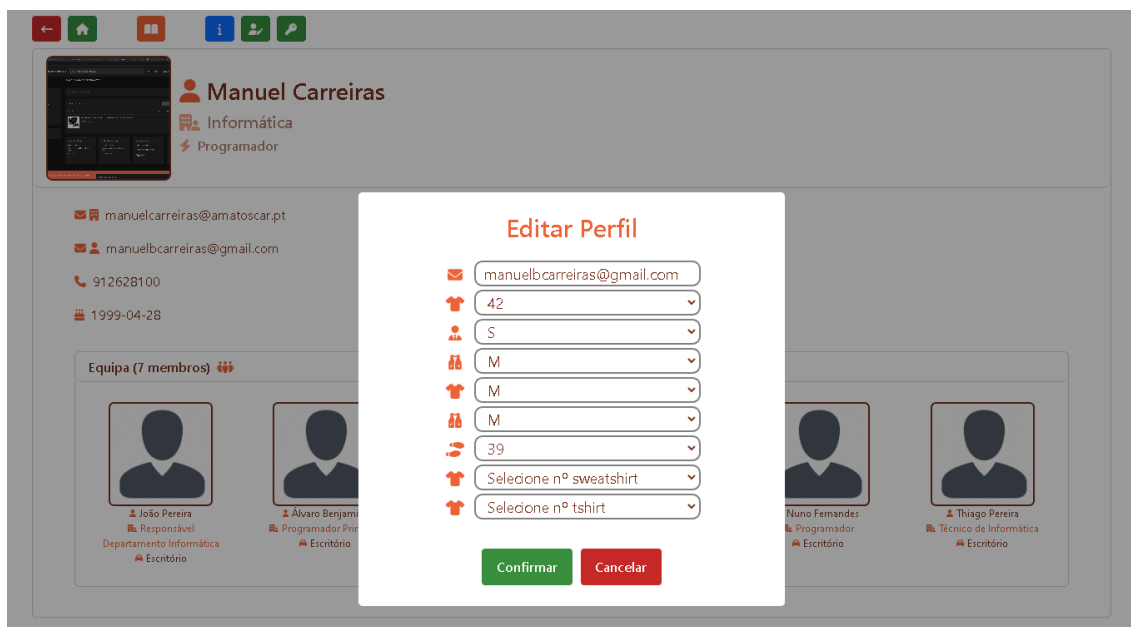 Manuel Carreiras
Informática
Programador
manuelcarreiras@amatoscar.pt
manuelbcarreiras@gmail.com
912628100
1999-04-28
Equipa (7 membros)
João Pereira
Responsável
Departamento Informática
Escritório
Álvaro Benjam
Programador Prin
Escritório
Nuno Fernandes
Programador
Escritório
Thiago Pereira
Técnico de Informática
Escritório
Editar Perfil
manuelbcarreiras@gmail.com
42
S
M
M
M
39
Selecione nº sweatshirt
Selecione nº tshirt
Confirmar Cancelar